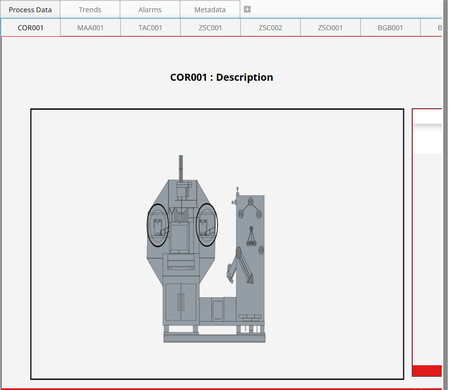 Process Data Trends Alarms Metadata
COR001 MAA001 TAC001 ZSC001 ZSC002 ZSO001 BGB001
COR001 : Description